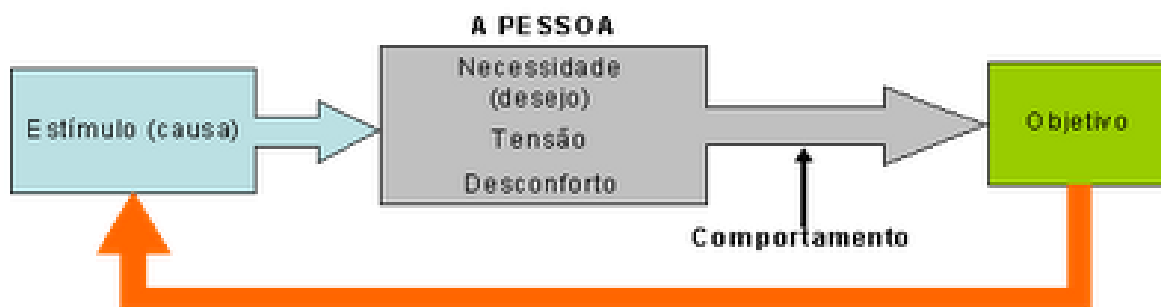 A PESSOA
Estímulo (causa)
Necessidade
(desejo)
Tensão
Desconforto
Objetivo
Comportamento